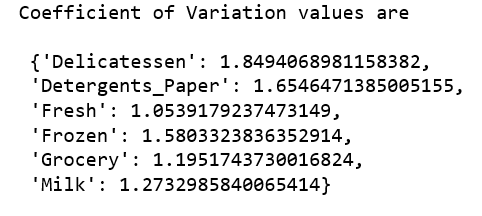 Coefficient of Variation values are
{'Delicatessen': 1.8494068981158382,
'Detergents_Paper': 1.6546471385005155,
'Fresh': 1.0539179237473149,
'Frozen': 1.5803323836352914,
'Grocery': 1.1951743730016824,
'Milk': 1.2732985840065414}